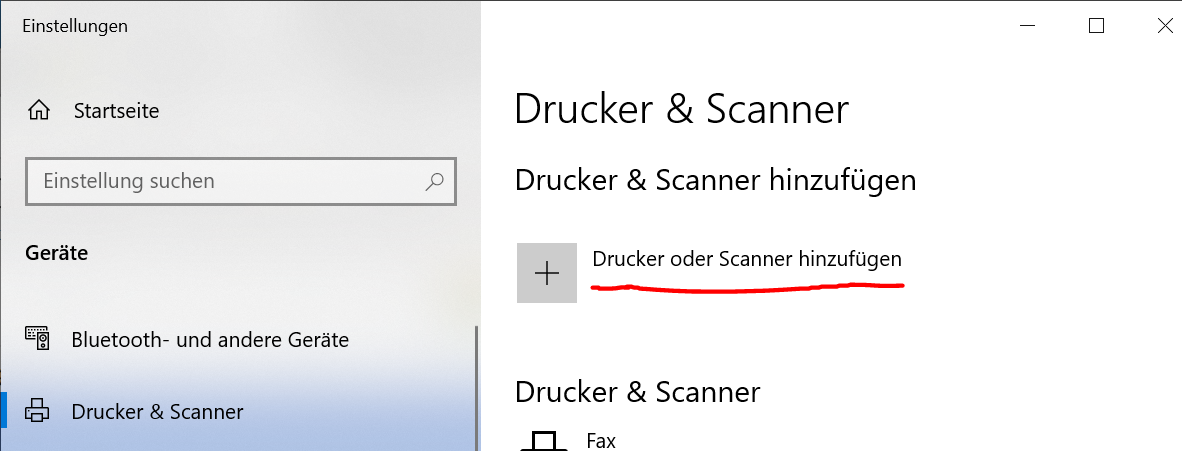 Einstellungen
Startseite
Einstellung suchen
Geräte
Bluetooth- und andere Geräte
Drucker & Scanner
Drucker & Scanner
Drucker & Scanner hinzufügen
Drucker oder Scanner hinzufügen
Drucker & Scanner
Fax